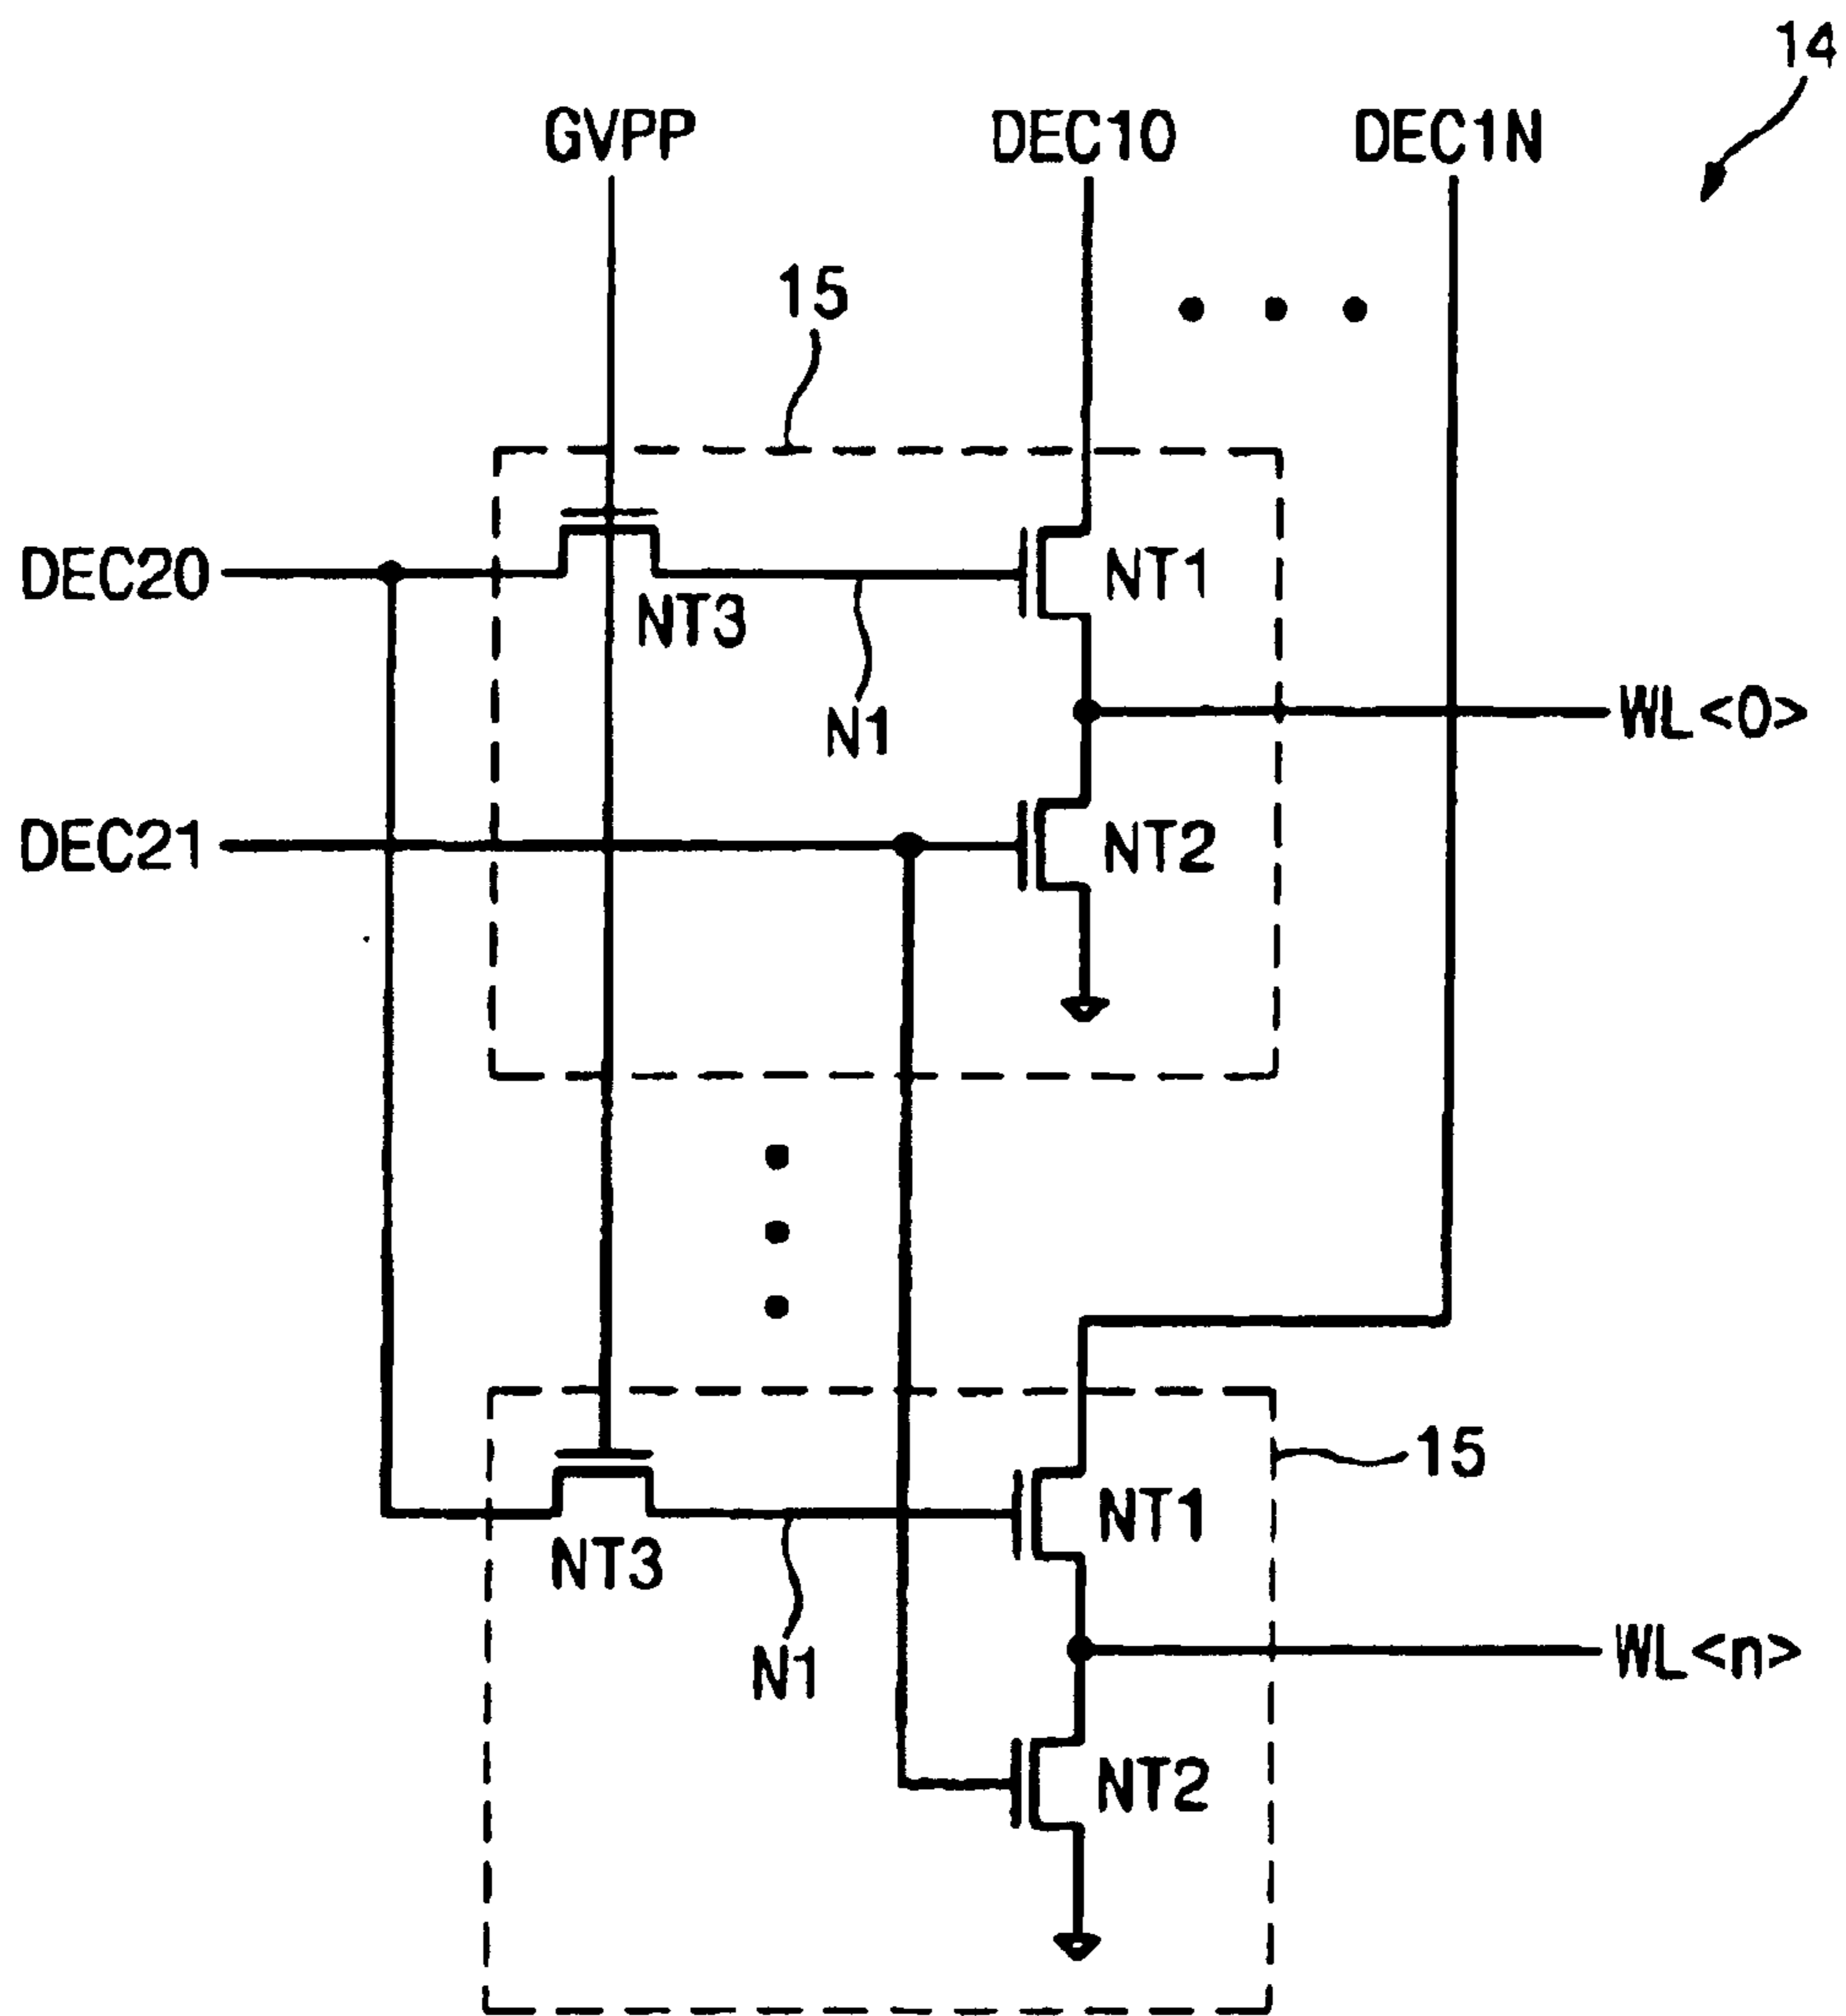 14
GVPP
DEC10
DEC1N
15
DEC20
NT3
NT1
N1
WL<0>
DEC21
NT2
15
NT1
NT3
N1
WL<n>
NT2